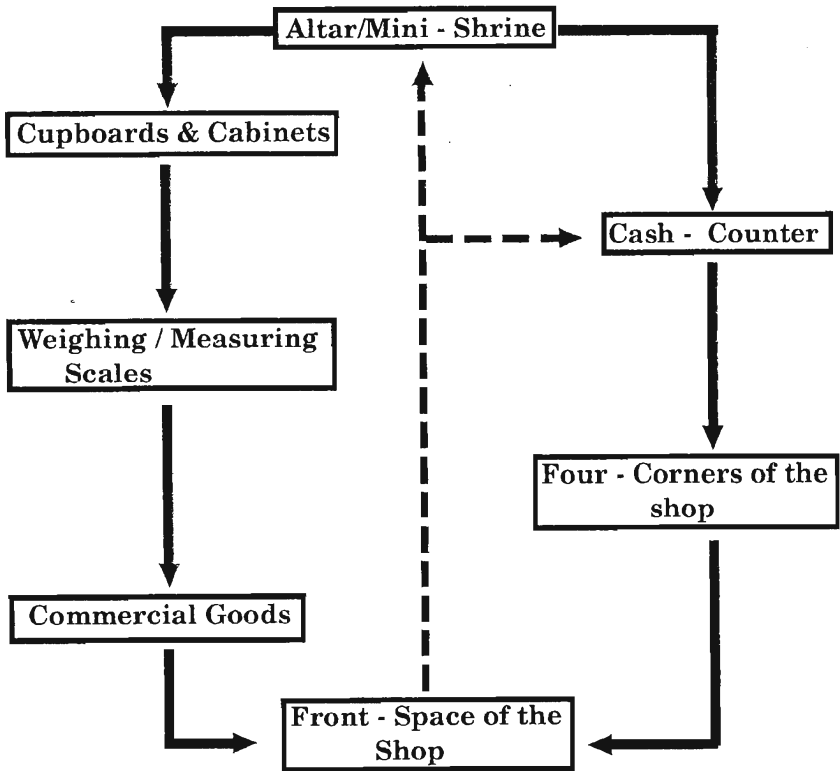 Altar/Mini - Shrine
Cupboards & Cabinets
Cash - Counter
Weighing / Measuring
Scales
Four - Corners of the
shop
Commercial Goods
Front - Space of the
Shop